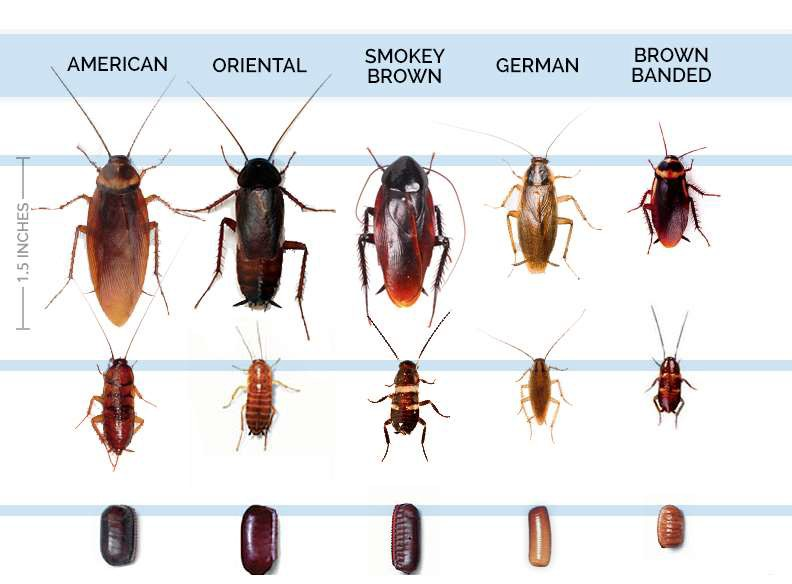 AMERICAN
ORIENTAL
SMOKEY
BROWN
GERMAN
BROWN
BANDED
1.5 INCHES